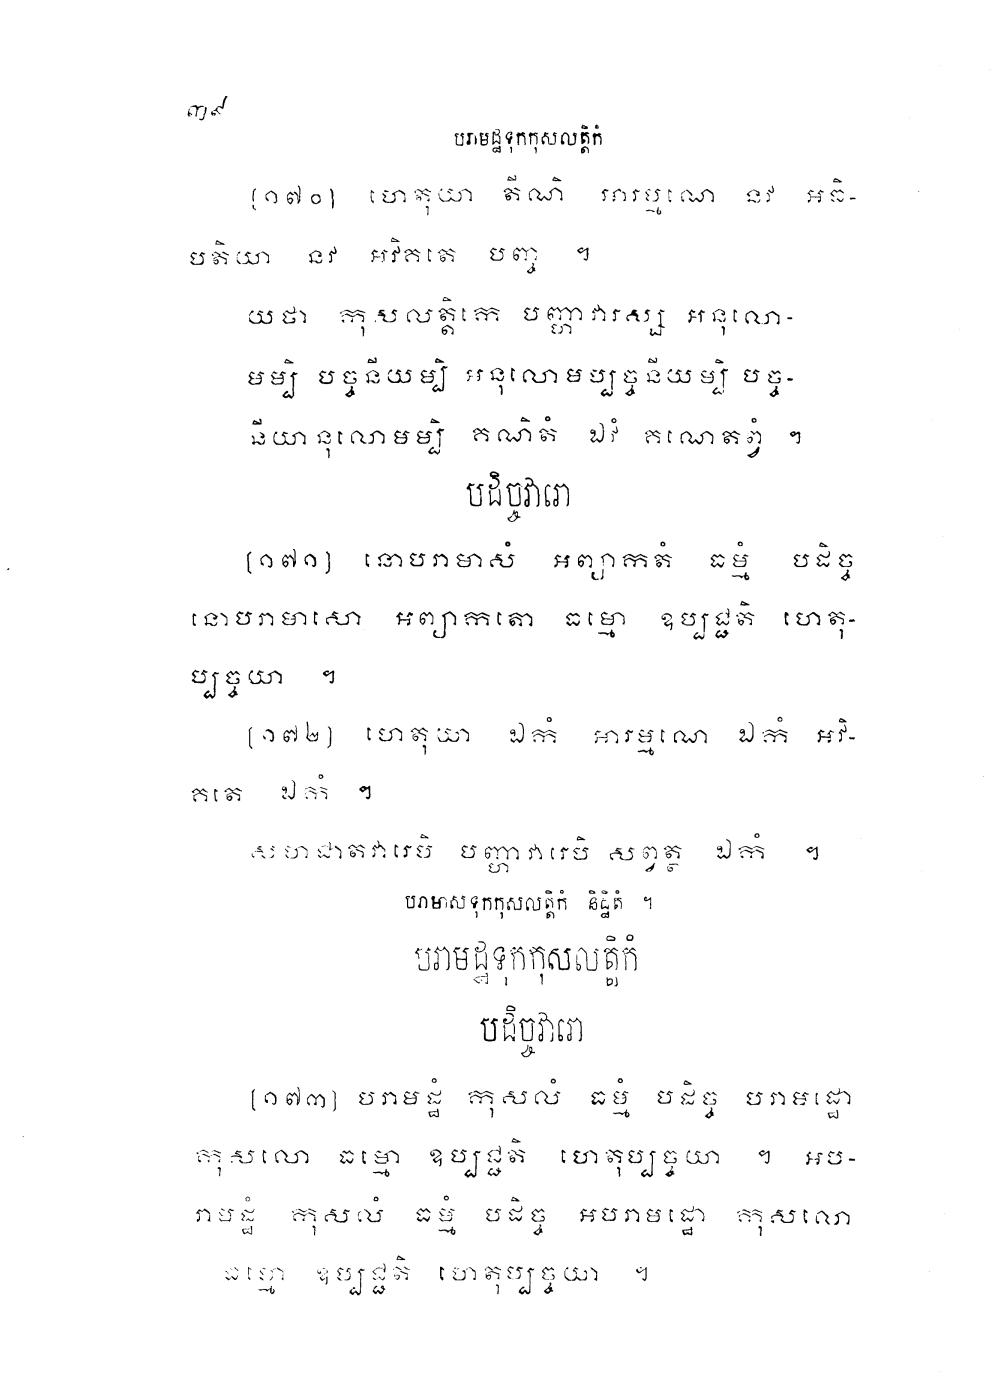 ៣៩
បរាមដ្ឋទុកកុសលត្តិកំ
[១៧០] ហេតុយា តីណិ អារម្មណេ នវ អធិ-
បតិយា នវ អវិគតេ បញ្ច ។
យថា កុសលត្តិកេ បញ្ហាវារស្ស អនុលោ-
មម្បិ បច្ចនីយម្បិ អនុលោមប្បច្ចនីយម្បិ បច្ច-
នីយានុលោមម្បិ គណិតំ ឯវំ គណេតព្វំ ។
បដិច្ចវារោ
[១៧១] នោបរាមាសំ អព្យាកតំ ធម្មំ បដិច្ច
នោបរាមាសោ អព្យាកតោ ធម្មោ ឧប្បជ្ជតិ ហេតុ-
ប្បច្ចយា ។
[១៧២] ហេតុយា ឯកំ អារម្មណេ ឯកំ អវិ-
គតេ ឯកំ ។
សហជាតវារេបិ បញ្ហាវារេបិ សព្វត្ថ ឯកំ ។
បរាមាសទុកកុសលត្តិកំ និដ្ឋិតំ ។
បរាមដ្ឋទុកកុសលត្តិកំ
បដិច្ចវារោ
[១៧៣] បរាមដ្ឋំ កុសលំ ធម្មំ បដិច្ច បរាមដ្ឋោ
កុសលោ ធម្មោ ឧប្បជ្ជតិ ហេតុប្បច្ចយា ។ អប-
រាមដ្ឋំ កុសលំ ធម្មំ បដិច្ច អបរាមដ្ឋោ កុសលោ
ធម្មោ ឧប្បជ្ជតិ ហេតុប្បច្ចយា ។